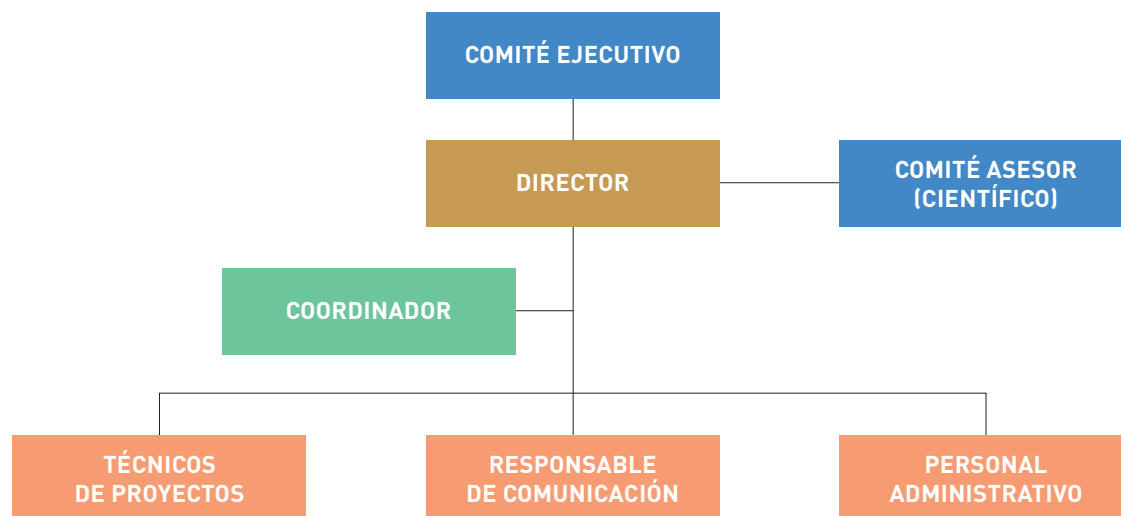 COMITÉ EJECUTIVO
DIRECTOR
COMITÉ ASESOR
(CIENTÍFICO)
COORDINADOR
TÉCNICOS
DE PROYECTOS
RESPONSABLE
DE COMUNICACIÓN
PERSONAL
ADMINISTRATIVO